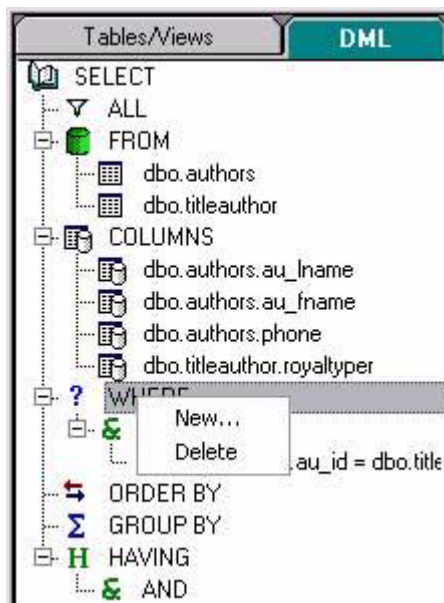 Tables/Views DML
SELECT
ALL
FROM
dbo.authors
dbo.titleauthor
COLUMNS
dbo.authors.au_lname
dbo.authors.au_fname
dbo.authors.phone
dbo.titleauthor.royaltyper
? WHERE
New...
&
Delete
.au_id = dbo.title
ORDER BY
Σ GROUP BY
H HAVING
& AND